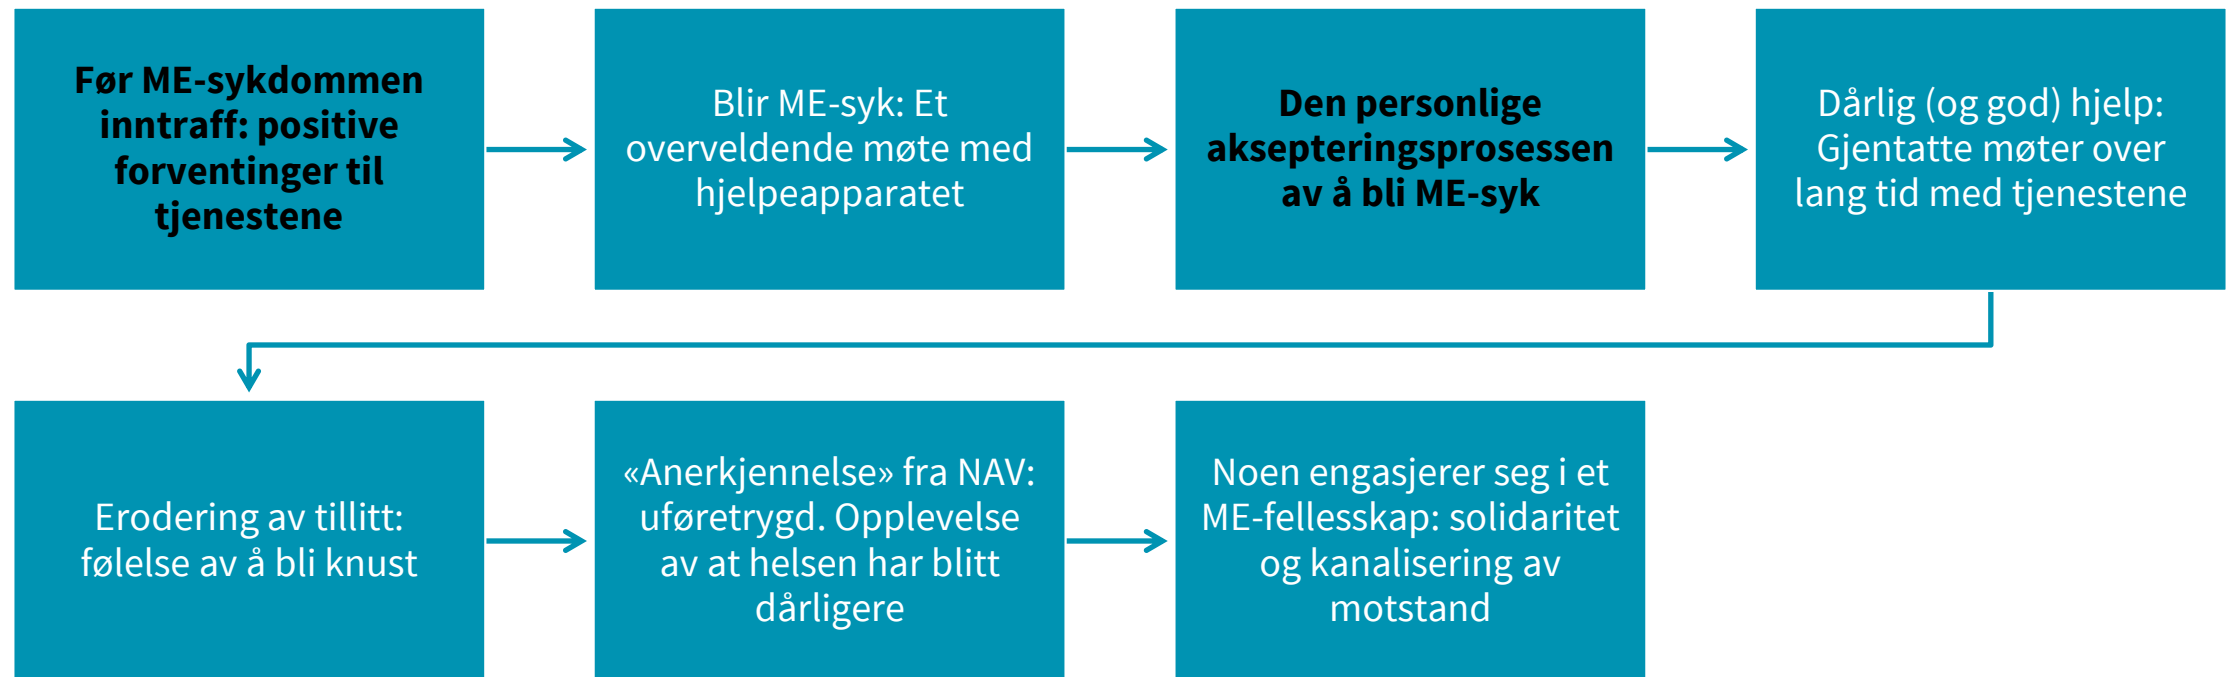 Før ME-sykdommen
inntraff: positive
forventinger til
tjenestene
Blir ME-syk: Et
overveldende møte med
hjelpeapparatet
Den personlige
aksepteringsprosessen
av å bli ME-syk
Dårlig (og god) hjelp:
Gjentatte møter over
lang tid med tjenestene
Erodering av tillitt:
følelse av å bli knust
«Anerkjennelse» fra NAV:
uføretrygd. Opplevelse
av at helsen har blitt
dårligere
Noen engasjerer seg i et
ME-fellesskap: solidaritet
og kanalisering av
motstand